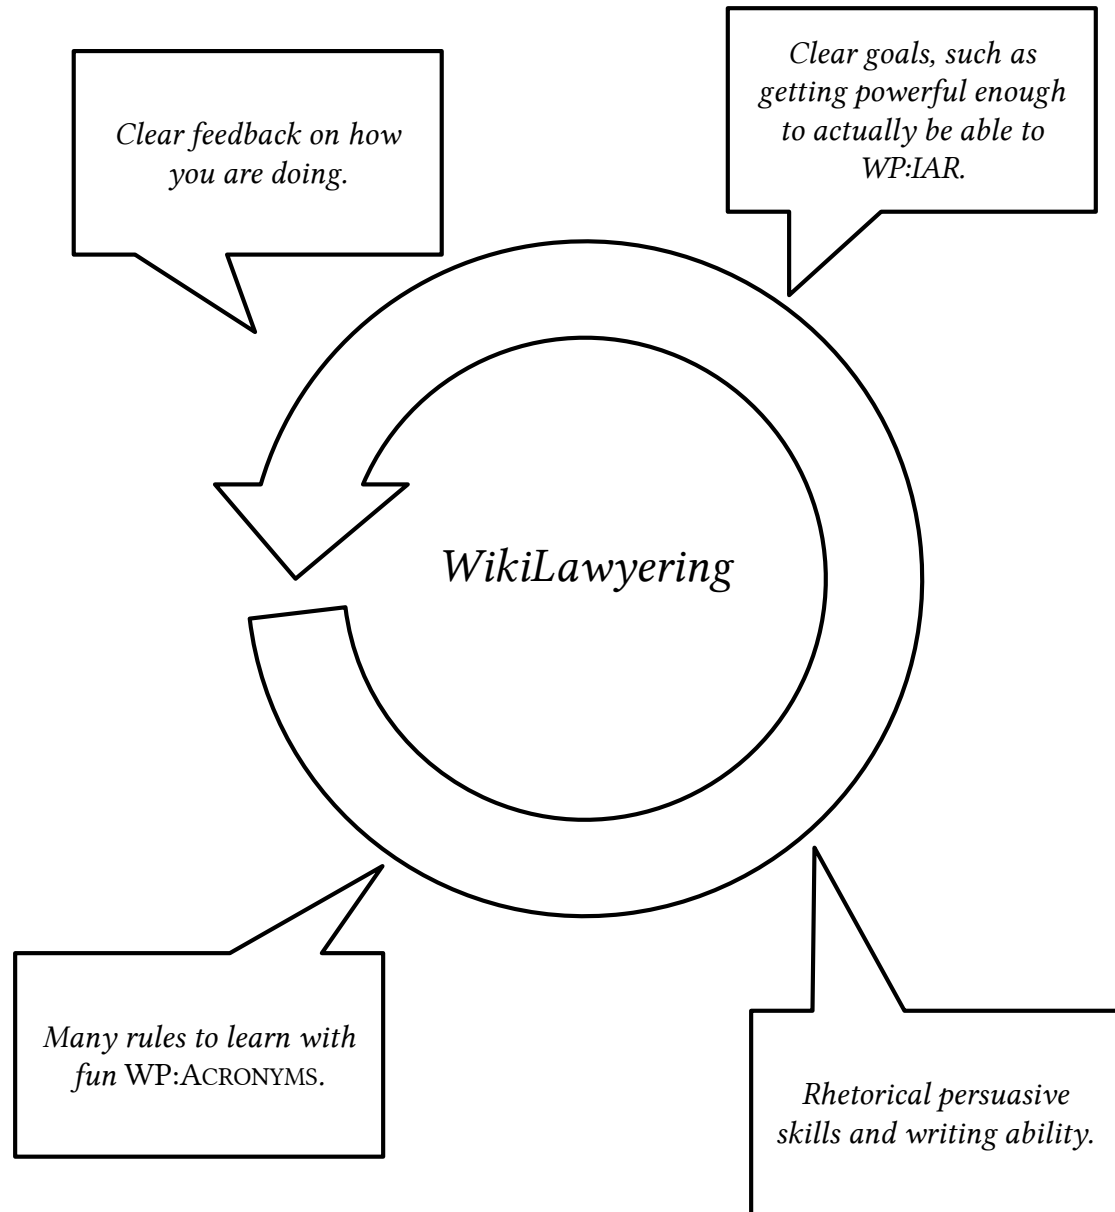 Clear goals, such as
getting powerful enough
to actually be able to
WP:IAR.
Clear feedback on how
you are doing.
WikiLawyering
Many rules to learn with
fun WP:ACRONYMS.
Rhetorical persuasive
skills and writing ability.